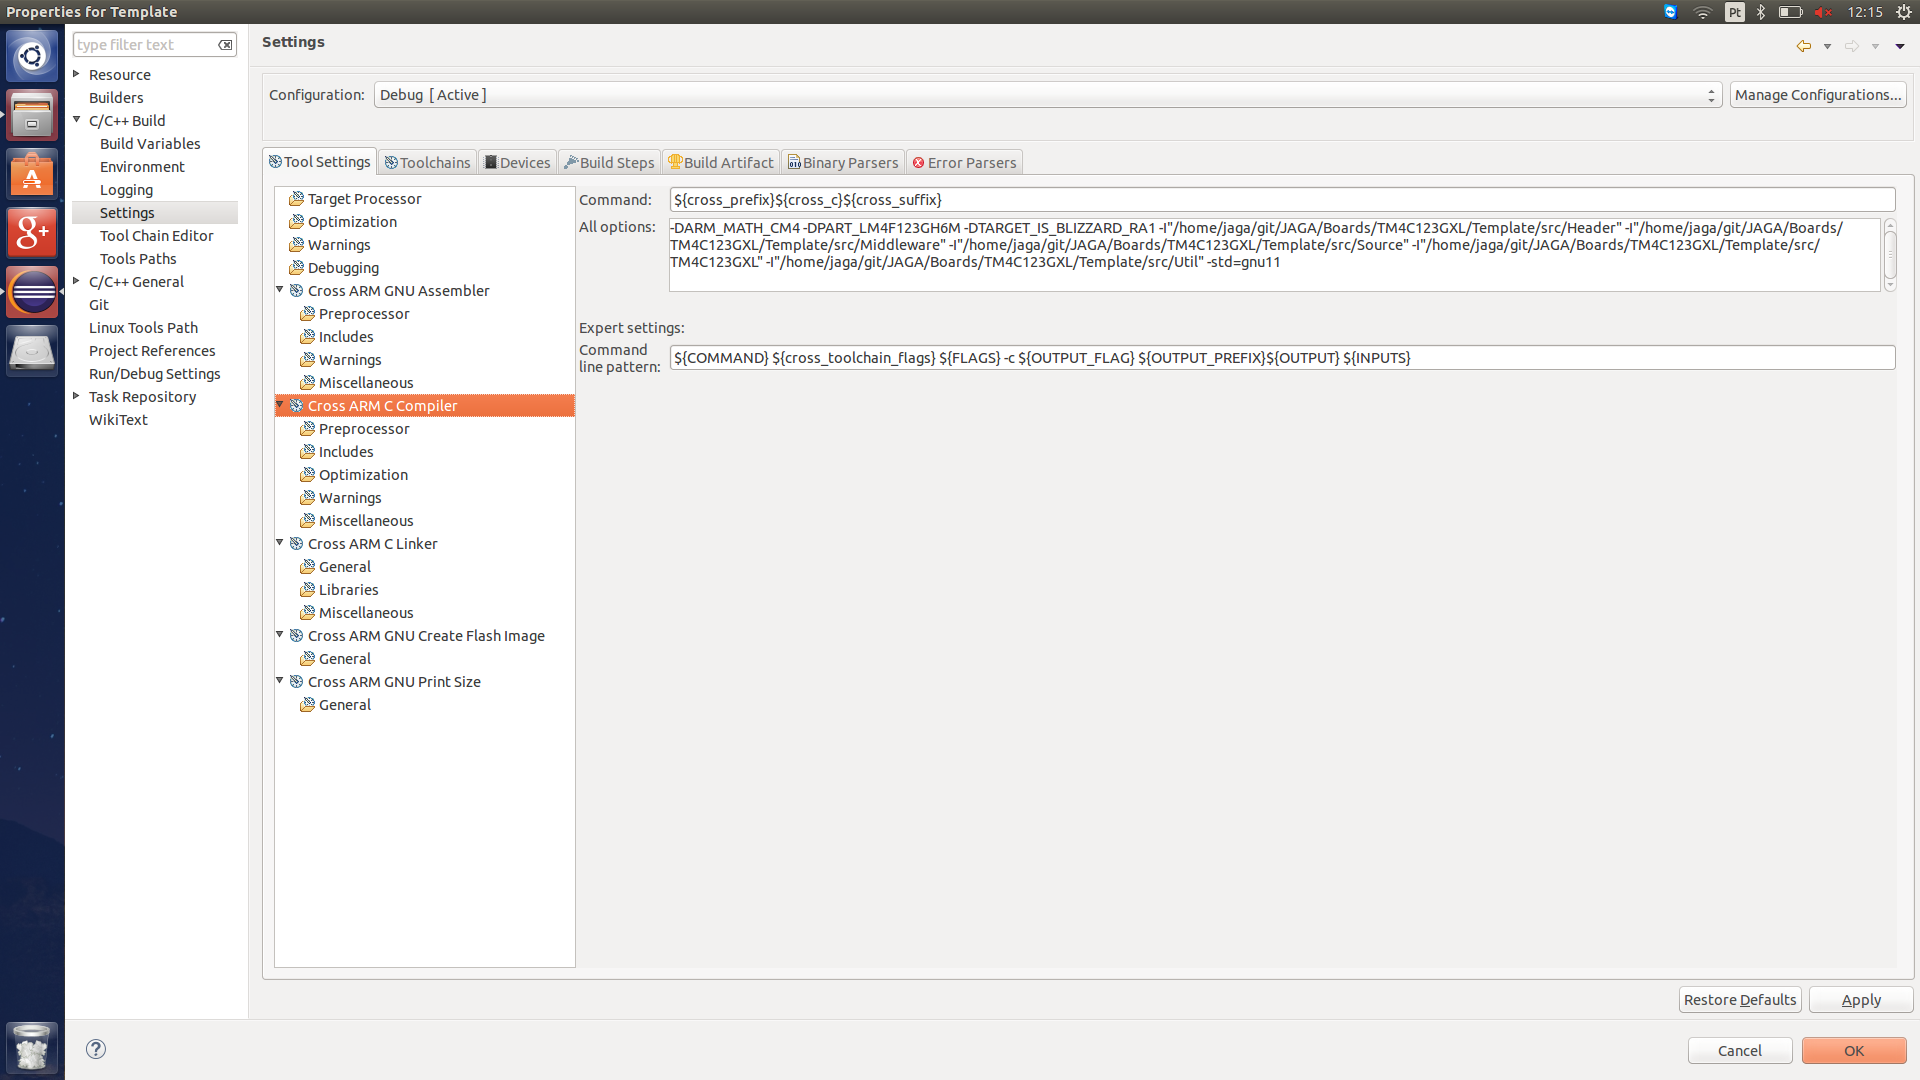 Properties for Template
Pt
12:15
type filter text
Resource
Builders
C/C++ Build
Build Variables
Environment
Logging
Settings
Tool Chain Editor
Tools Paths
C/C++ General
Git
Linux Tools Path
Project References
Run/Debug Settings
Task Repository
WikiText
Settings
Configuration:
Debug [ Active ]
Manage Configurations...
Tool Settings
Toolchains
Devices
Build Steps
Build Artifact
Binary Parsers
Error Parsers
Target Processor
Optimization
Warnings
Debugging
Cross ARM GNU Assembler
Preprocessor
Includes
Warnings
Miscellaneous
Cross ARM C Compiler
Preprocessor
Includes
Optimization
Warnings
Miscellaneous
Cross ARM C Linker
General
Libraries
Miscellaneous
Cross ARM GNU Create Flash Image
General
Cross ARM GNU Print Size
General
Command:
${cross_prefix}${cross_c}${cross_suffix}
All options:
-DARM_MATH_CM4 -DPART_LM4F123GH6M -DTARGET_IS_BLIZZARD_RA1 -I"/home/jaga/git/JAGA/Boards/TM4C123GXL/Template/src/Header" -I"/home/jaga/git/JAGA/Boards/
TM4C123GXL/Template/src/Middleware" -I"/home/jaga/git/JAGA/Boards/TM4C123GXL/Template/src/Source" -I"/home/jaga/git/JAGA/Boards/TM4C123GXL/Template/src/
TM4C123GXL" -I"/home/jaga/git/JAGA/Boards/TM4C123GXL/Template/src/Util" -std=gnu11
Expert settings:
Command
line pattern:
${COMMAND} ${cross_toolchain_flags} ${FLAGS} -c ${OUTPUT_FLAG} ${OUTPUT_PREFIX}${OUTPUT} ${INPUTS}
Restore Defaults
Apply
Cancel
OK